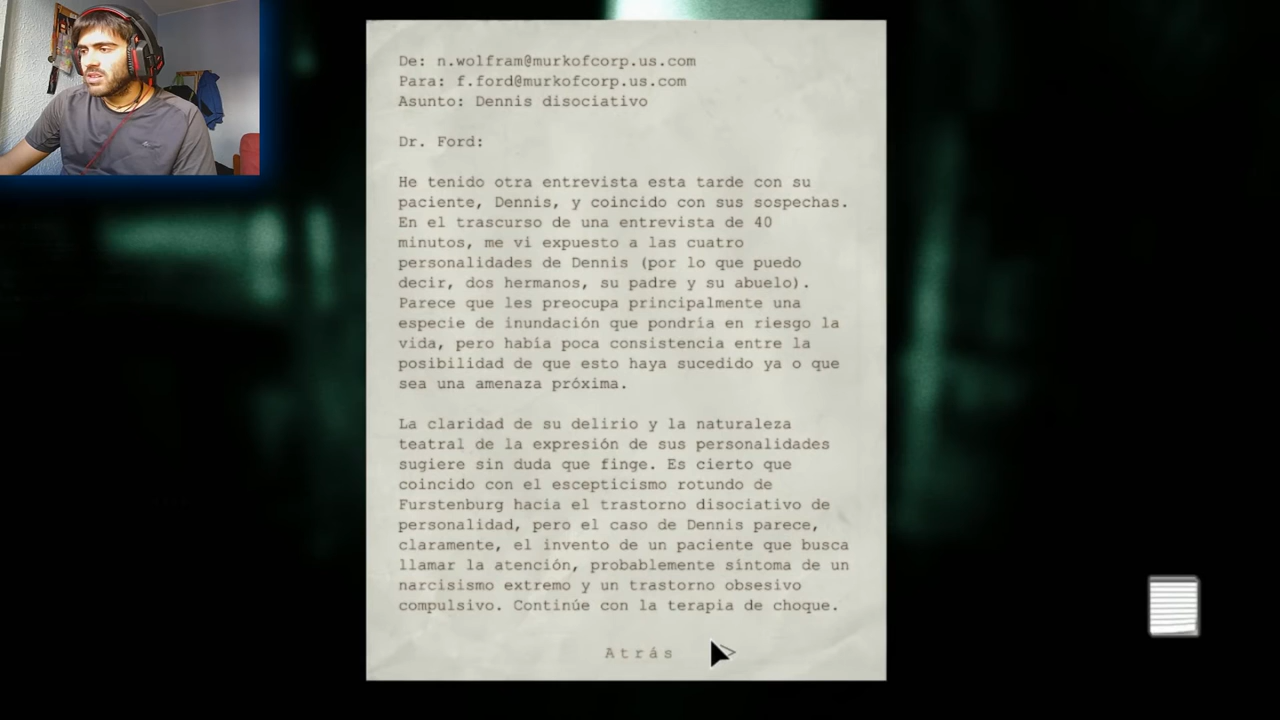 De: n.wolfram@murkofcorp.us.com
Para: f.ford@murkofcorp.us.com
Asunto: Dennis disociativo
Dr. Ford:
He tenido otra entrevista esta tarde con su
paciente, Dennis, y coincido con sus sospechas.
En el trascurso de una entrevista de 40
minutos, me vi expuesto a las cuatro
personalidades de Dennis (por lo que puedo
decir, dos hermanos, su padre y su abuelo).
Parece que les preocupa principalmente una
especie de inundación que pondría en riesgo la
vida, pero había poca consistencia entre la
posibilidad de que esto haya sucedido ya o que
sea una amenaza próxima.
La claridad de su delirio y la naturaleza
teatral de la expresión de sus personalidades
sugiere sin duda que finge. Es cierto que
coincido con el escepticismo rotundo de
Furstenburg hacia el trastorno disociativo de
personalidad, pero el caso de Dennis parece,
claramente, el invento de un paciente que busca
llamar la atención, probablemente síntoma de un
narcisismo extremo y un trastorno obsesivo
compulsivo. Continúe con la terapia de choque.
Atrás